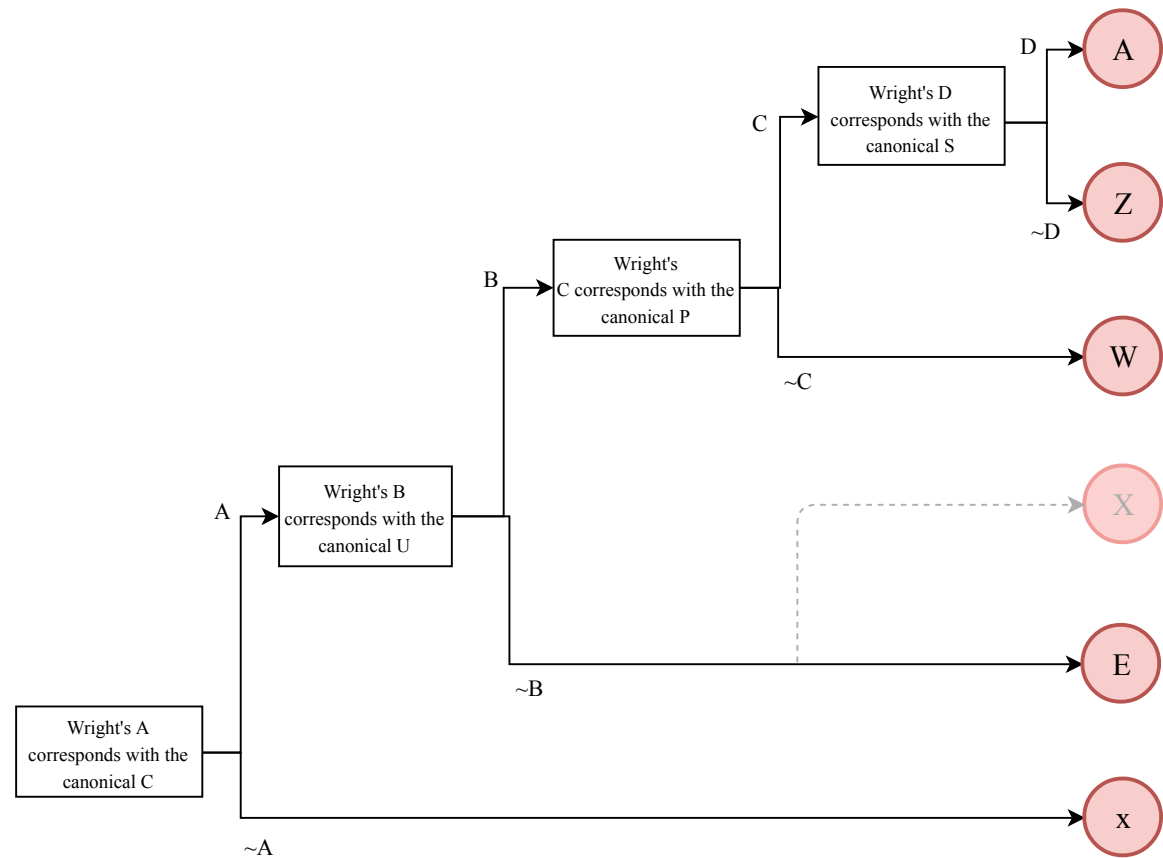 D
A
Wright's D
corresponds with the
canonical S
C
Z
~D
Wright's
C corresponds with the
canonical P
B
W
~C
Wright's B
corresponds with the
canonical U
A
X
E
~B
Wright's A
corresponds with the
canonical C
x
~A